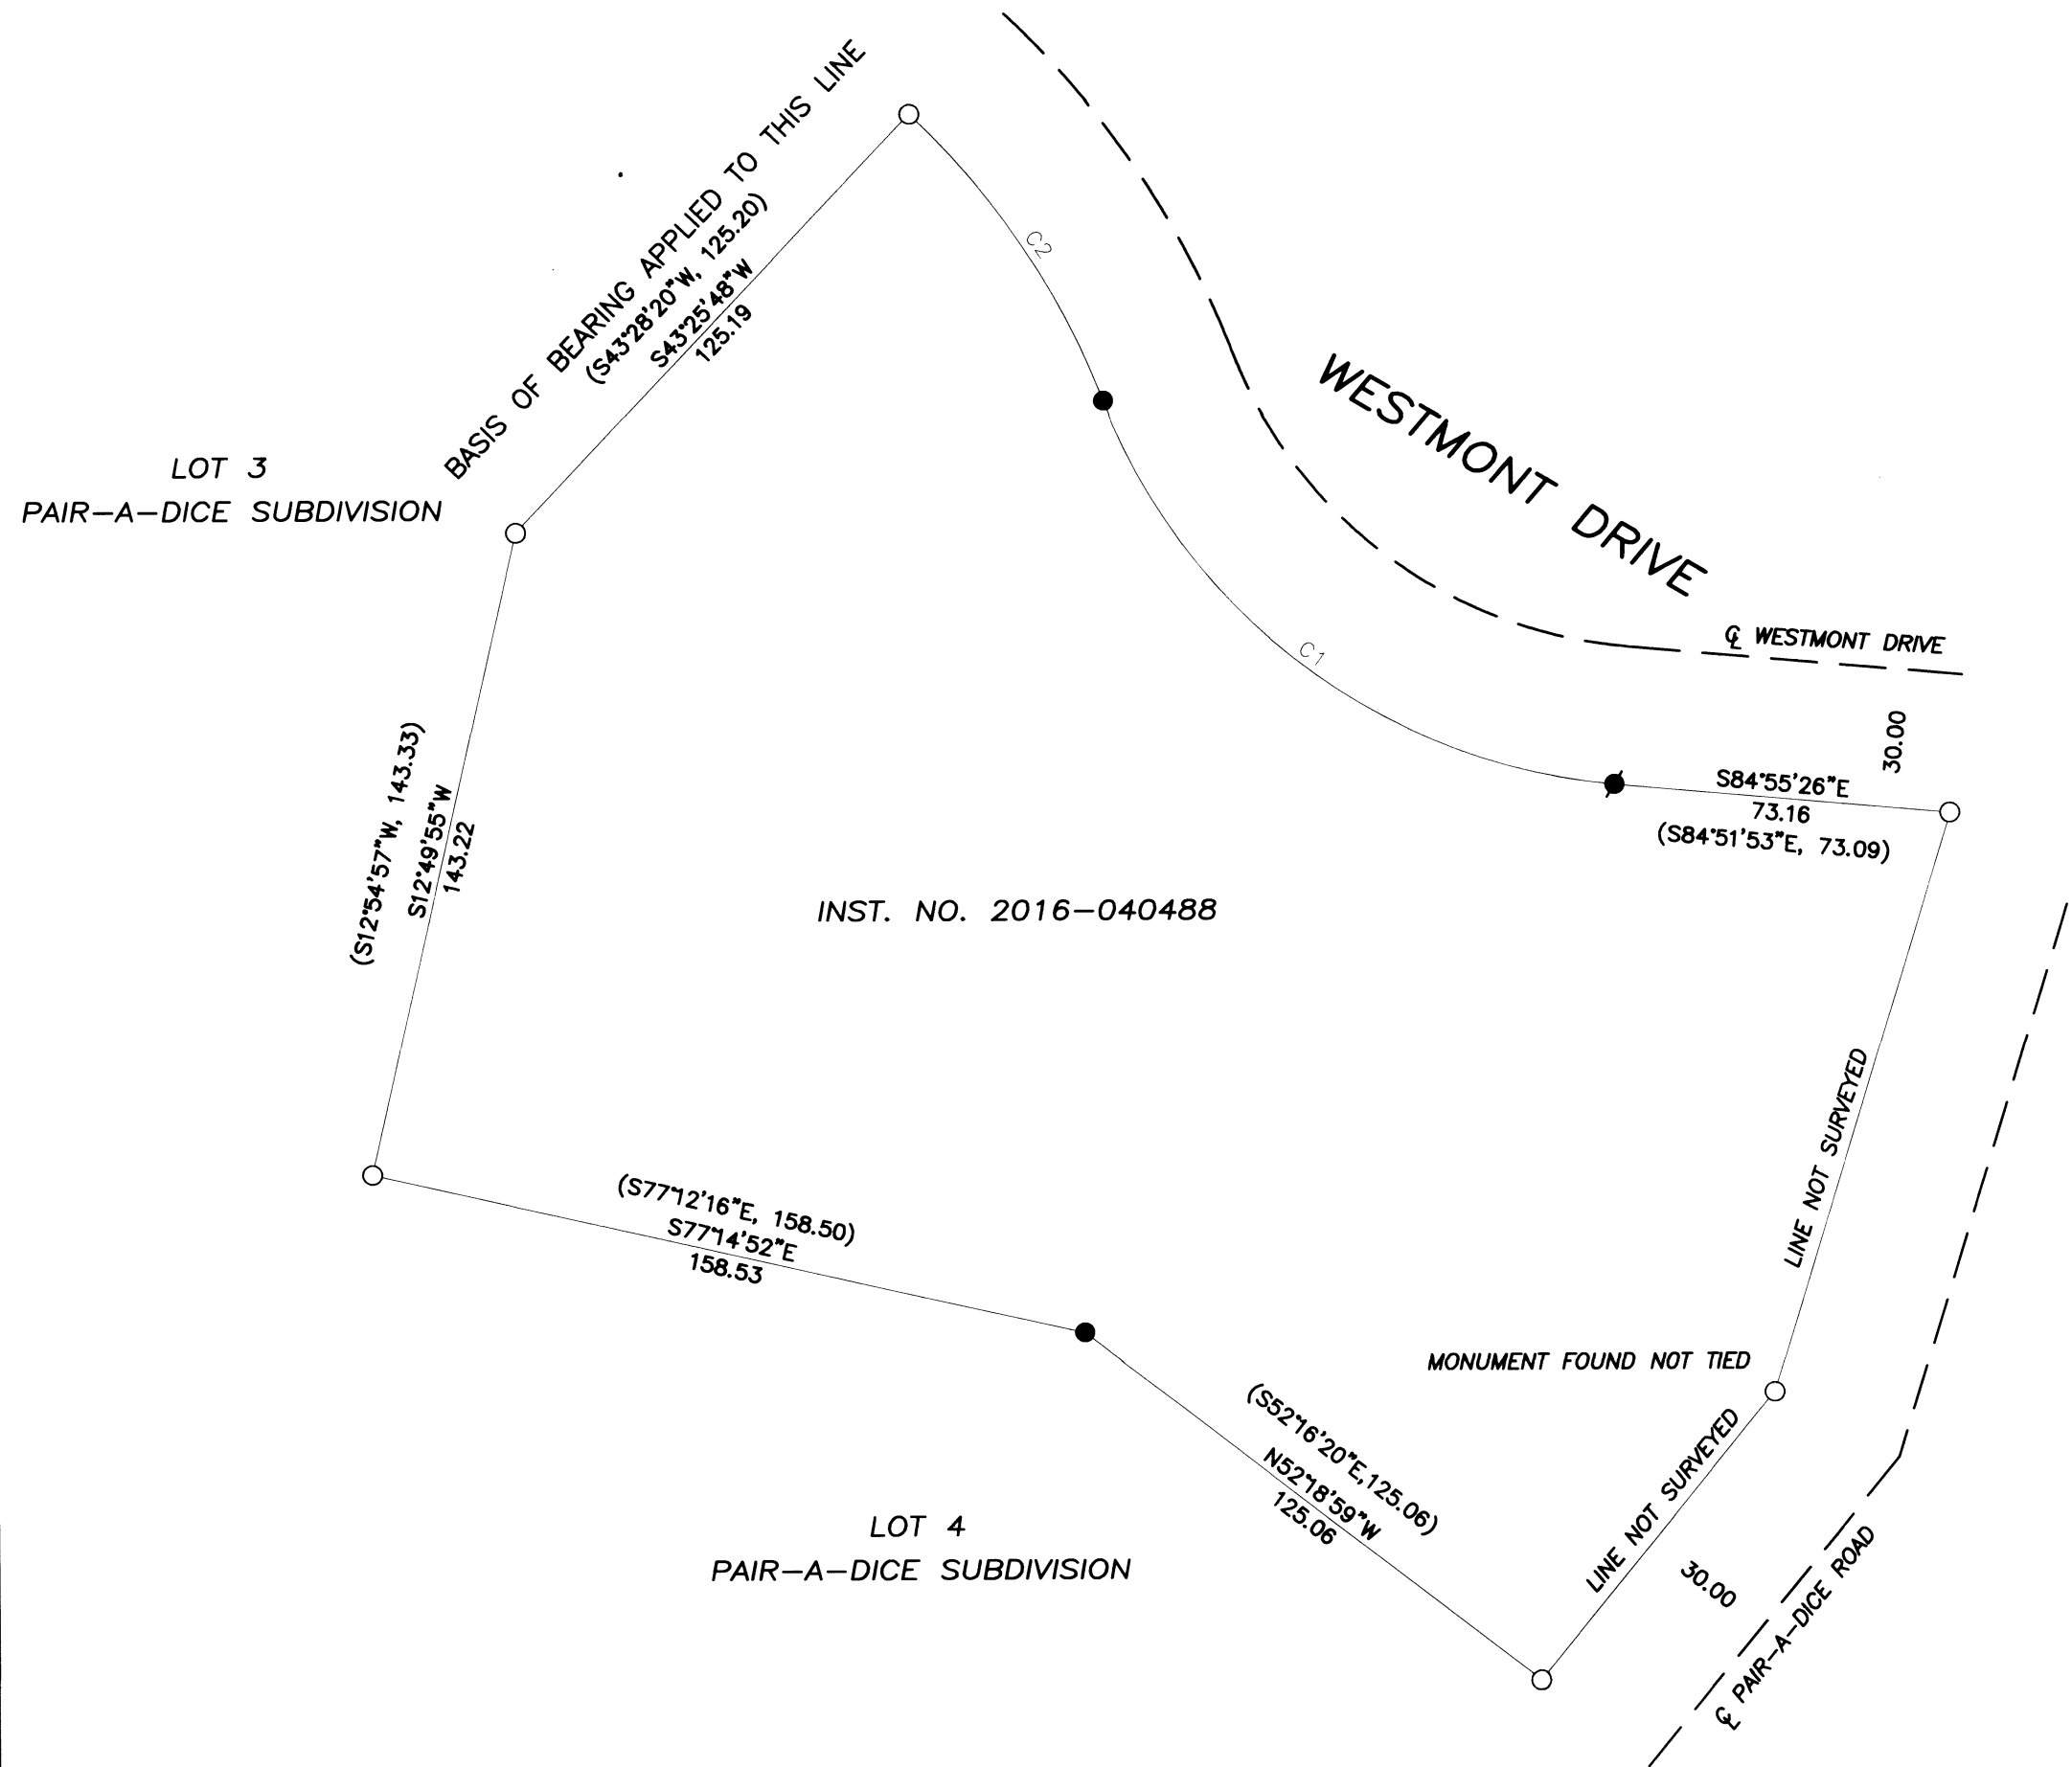 BASIS OF BEARING APPLIED TO THIS LINE
(S43°28'20"W, 125.20)
S43°25'48"W
125.19
C2
WESTMONT DRIVE
LOT 3
PAIR-A-DICE SUBDIVISION
C1
℄ WESTMONT DRIVE
30.00
S84°55'26"E
73.16
(S84°51'53"E, 73.09)
(S12°54'57"W, 143.33)
S12°49'55"W
143.22
INST. NO. 2016-040488
LINE NOT SURVEYED
(S77°12'16"E, 158.50)
S77°14'52"E
158.53
MONUMENT FOUND NOT TIED
(S52°16'20"E,125.06)
N52°18'59"W
125.06
LINE NOT SURVEYED
LOT 4
PAIR-A-DICE SUBDIVISION
30.00
℄ PAIR-A-DICE ROAD